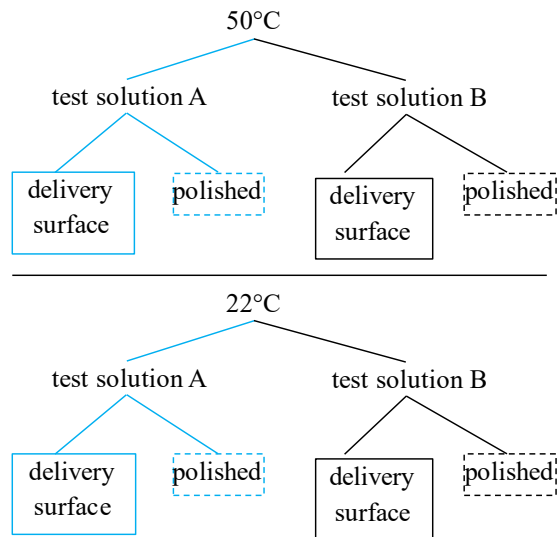 50°C
test solution A
test solution B
delivery
surface
polished
delivery
surface
polished
22°C
test solution A
test solution B
delivery
surface
polished
delivery
surface
polished